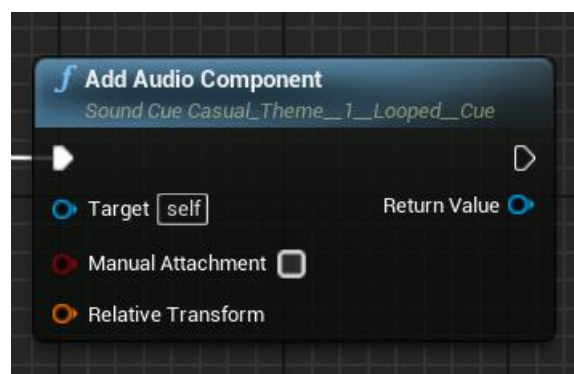 f Add Audio Component
Sound Cue Casual_Theme__1__Looped__Cue
Target self Return Value
Manual Attachment
Relative Transform